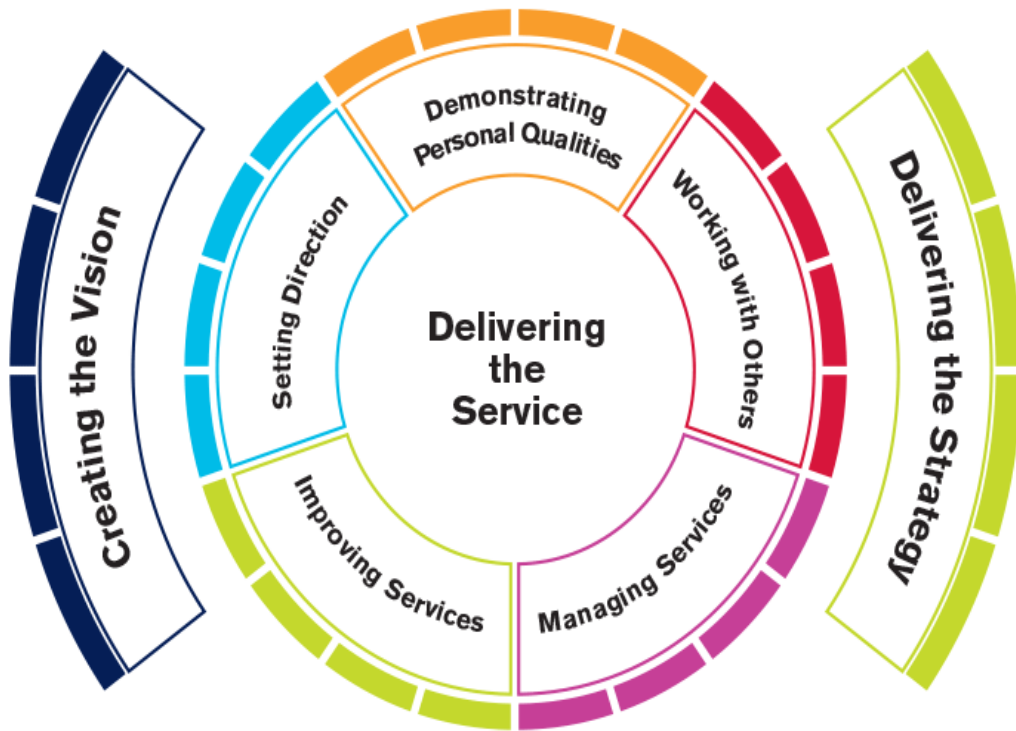 Creating the Vision
Setting Direction
Demonstrating
Personal Qualities
Working with Others
Delivering
the
Service
Improving Services
Managing Services
Delivering the Strategy